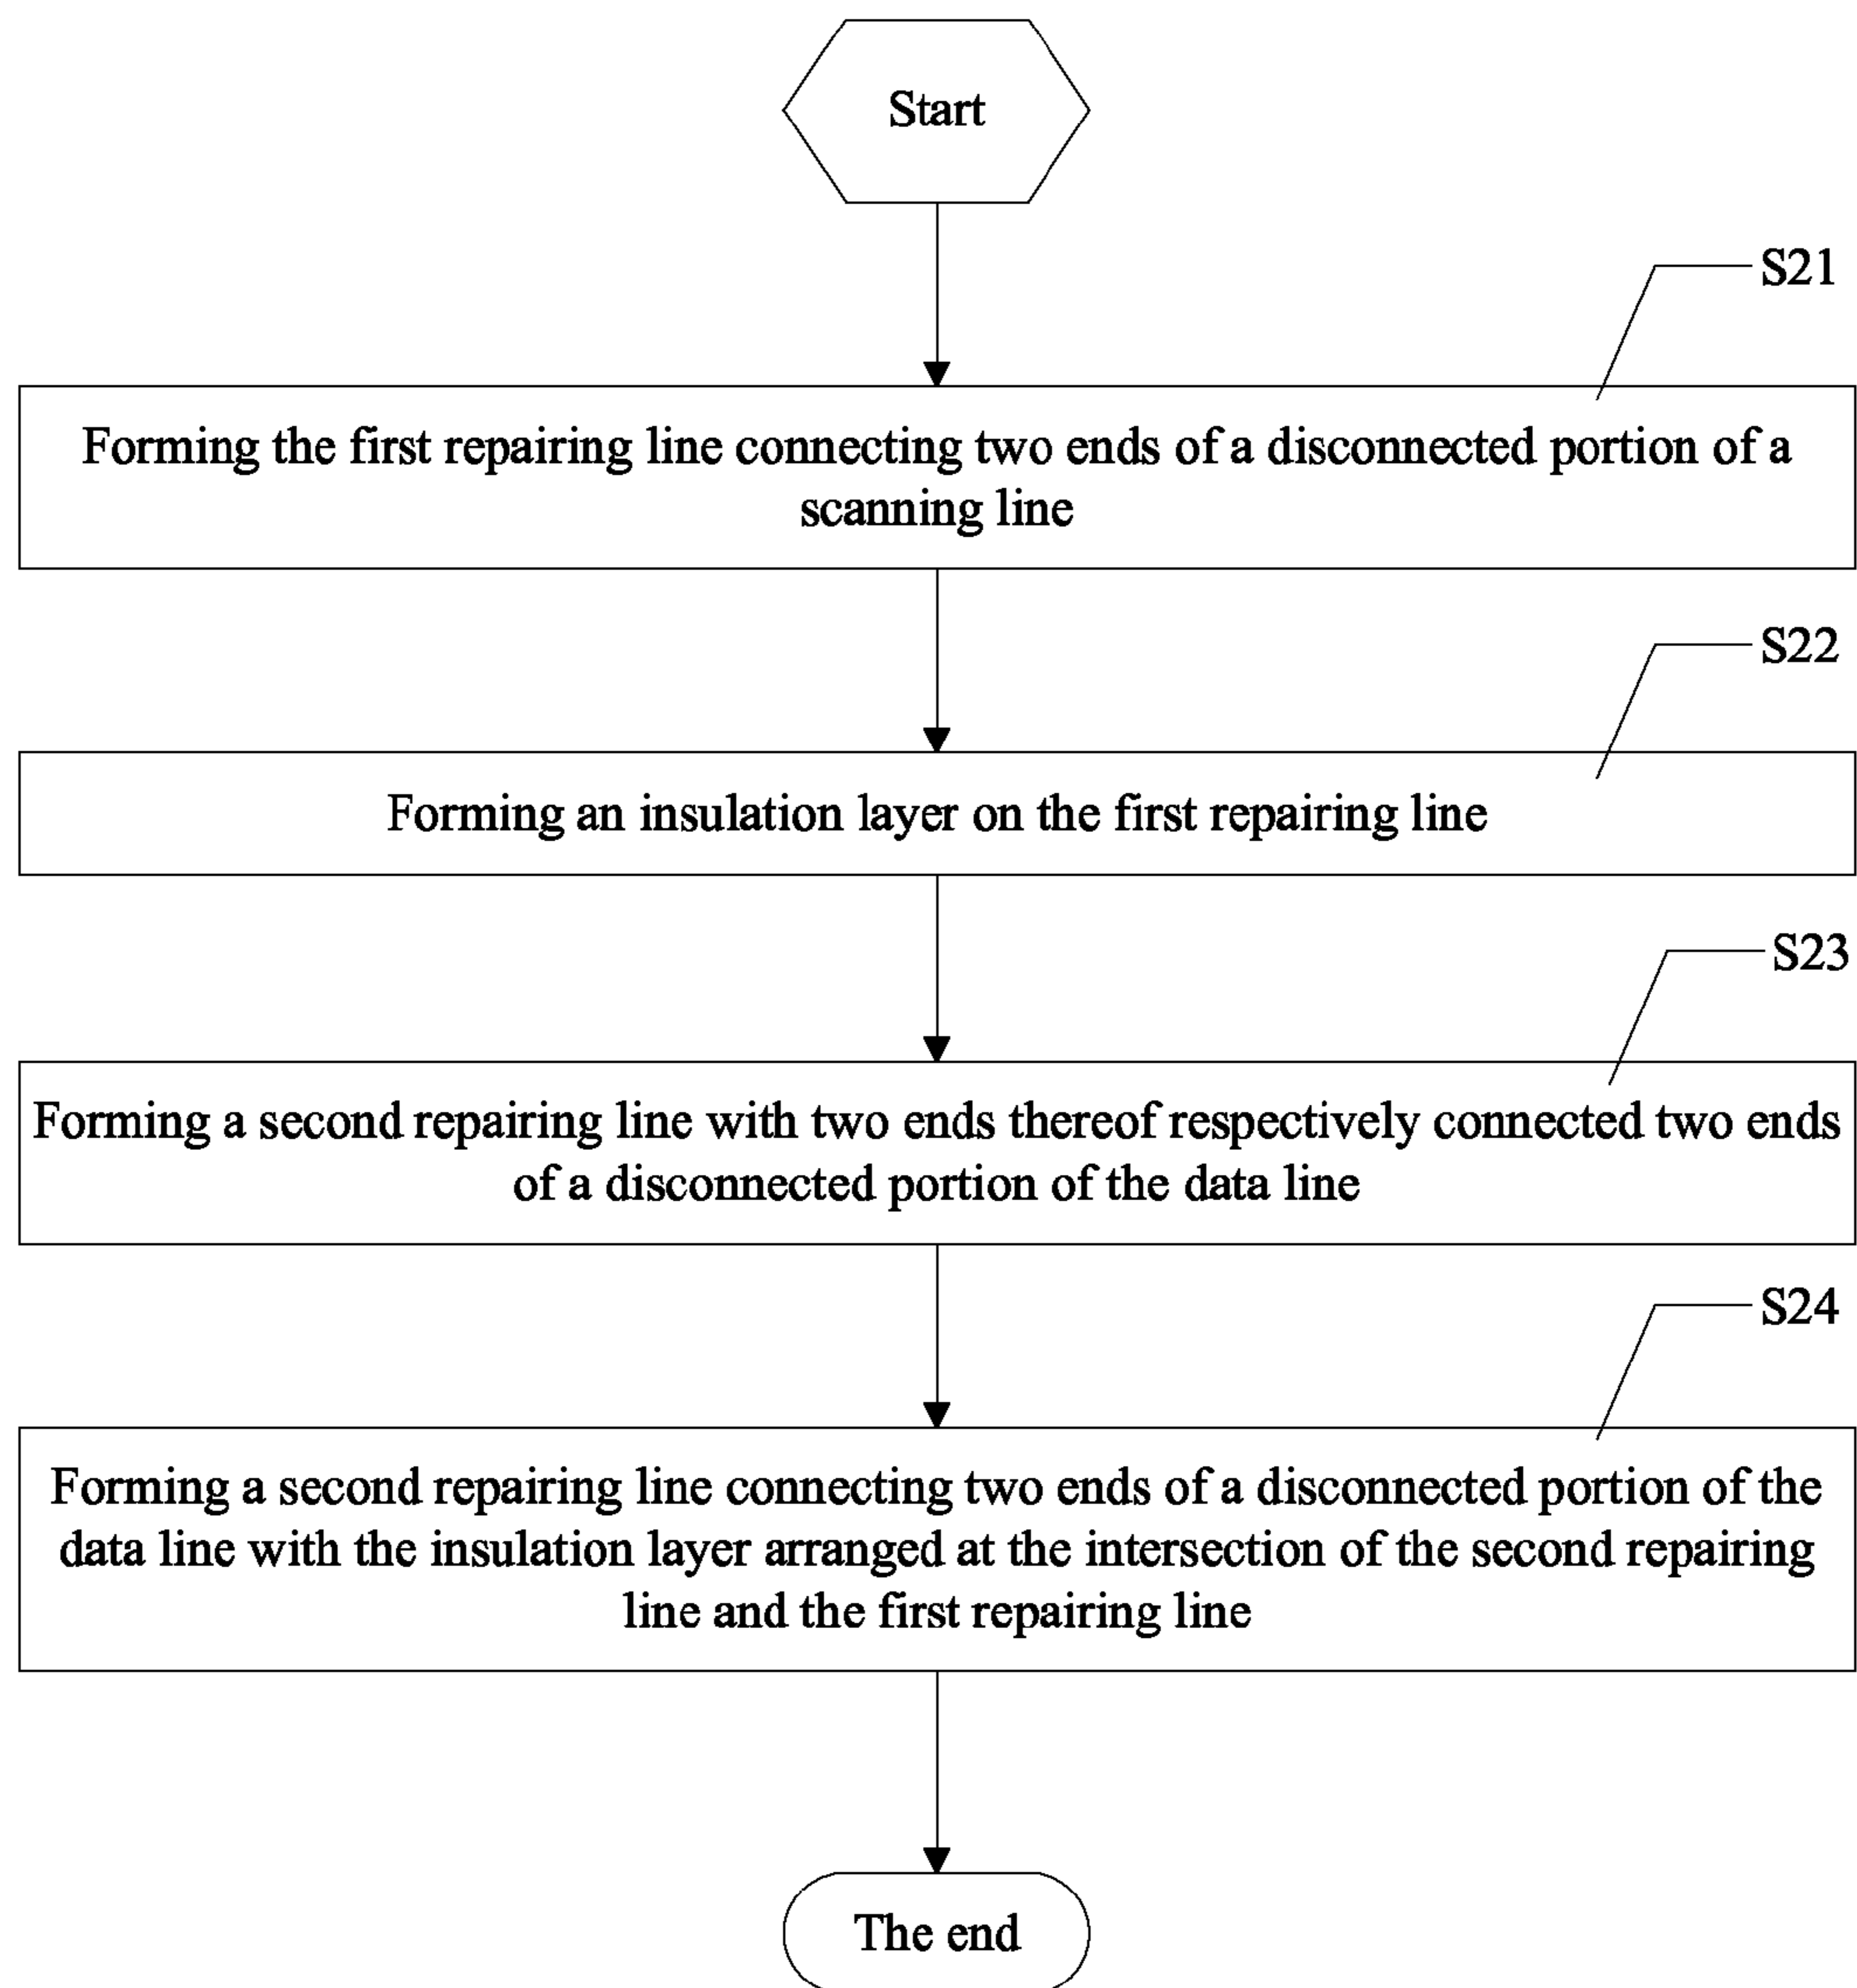 Start
S21
Forming the first repairing line connecting two ends of a disconnected portion of a
scanning line
S22
Forming an insulation layer on the first repairing line
S23
Forming a second repairing line with two ends thereof respectively connected two ends
of a disconnected portion of the data line
S24
Forming a second repairing line connecting two ends of a disconnected portion of the
data line with the insulation layer arranged at the intersection of the second repairing
line and the first repairing line
The end